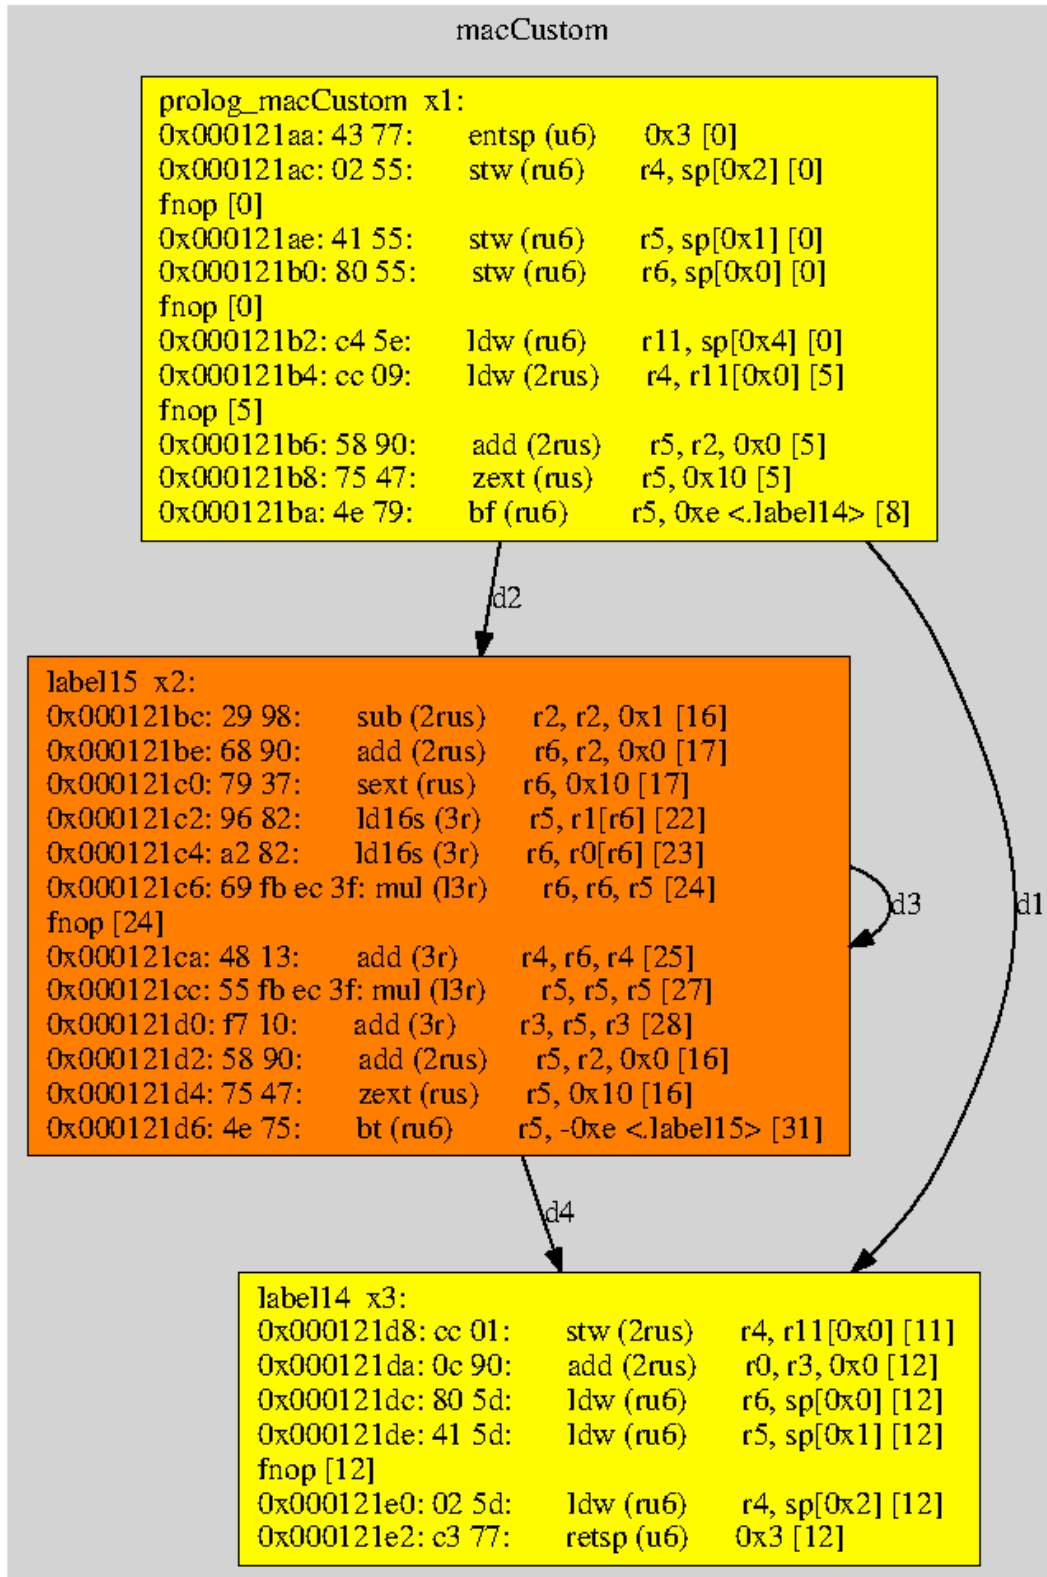 macCustom
prolog_macCustom x1:
0x000121aa: 43 77: entsp (u6) 0x3 [0]
0x000121ac: 02 55: stw (ru6) r4, sp[0x2] [0]
fnop [0]
0x000121ae: 41 55: stw (ru6) r5, sp[0x1] [0]
0x000121b0: 80 55: stw (ru6) r6, sp[0x0] [0]
fnop [0]
0x000121b2: c4 5e: ldw (ru6) r11, sp[0x4] [0]
0x000121b4: cc 09: ldw (2rus) r4, r11[0x0] [5]
fnop [5]
0x000121b6: 58 90: add (2rus) r5, r2, 0x0 [5]
0x000121b8: 75 47: zext (rus) r5, 0x10 [5]
0x000121ba: 4e 79: bf (ru6) r5, 0xe <.label14> [8]
d2
label15 x2:
0x000121bc: 29 98: sub (2rus) r2, r2, 0x1 [16]
0x000121be: 68 90: add (2rus) r6, r2, 0x0 [17]
0x000121c0: 79 37: sext (rus) r6, 0x10 [17]
0x000121c2: 96 82: ld16s (3r) r5, r1[r6] [22]
0x000121c4: a2 82: ld16s (3r) r6, r0[r6] [23]
0x000121c6: 69 fb ec 3f: mul (l3r) r6, r6, r5 [24]
fnop [24]
0x000121ca: 48 13: add (3r) r4, r6, r4 [25]
0x000121cc: 55 fb ec 3f: mul (l3r) r5, r5, r5 [27]
0x000121d0: f7 10: add (3r) r3, r5, r3 [28]
0x000121d2: 58 90: add (2rus) r5, r2, 0x0 [16]
0x000121d4: 75 47: zext (rus) r5, 0x10 [16]
0x000121d6: 4e 75: bt (ru6) r5, -0xe <.label15> [31]
d3
d1
d4
label14 x3:
0x000121d8: cc 01: stw (2rus) r4, r11[0x0] [11]
0x000121da: 0c 90: add (2rus) r0, r3, 0x0 [12]
0x000121dc: 80 5d: ldw (ru6) r6, sp[0x0] [12]
0x000121de: 41 5d: ldw (ru6) r5, sp[0x1] [12]
fnop [12]
0x000121e0: 02 5d: ldw (ru6) r4, sp[0x2] [12]
0x000121e2: c3 77: retsp (u6) 0x3 [12]